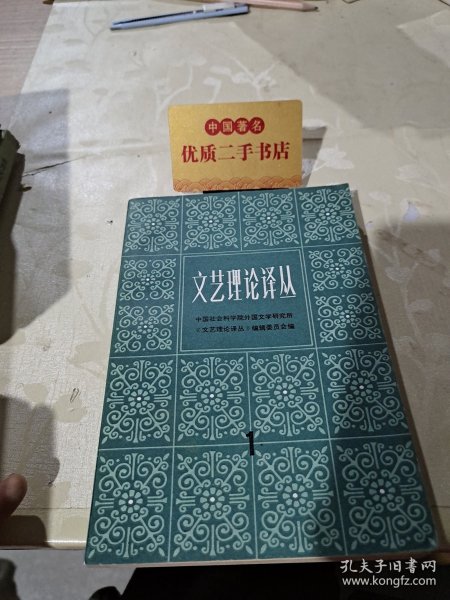 中国著名
优质二手书店
文艺理论译丛
中国社会科学院外国文学研究所
《文艺理论译丛》编辑委员会编
1
孔夫子旧书网
www.kongfz.com